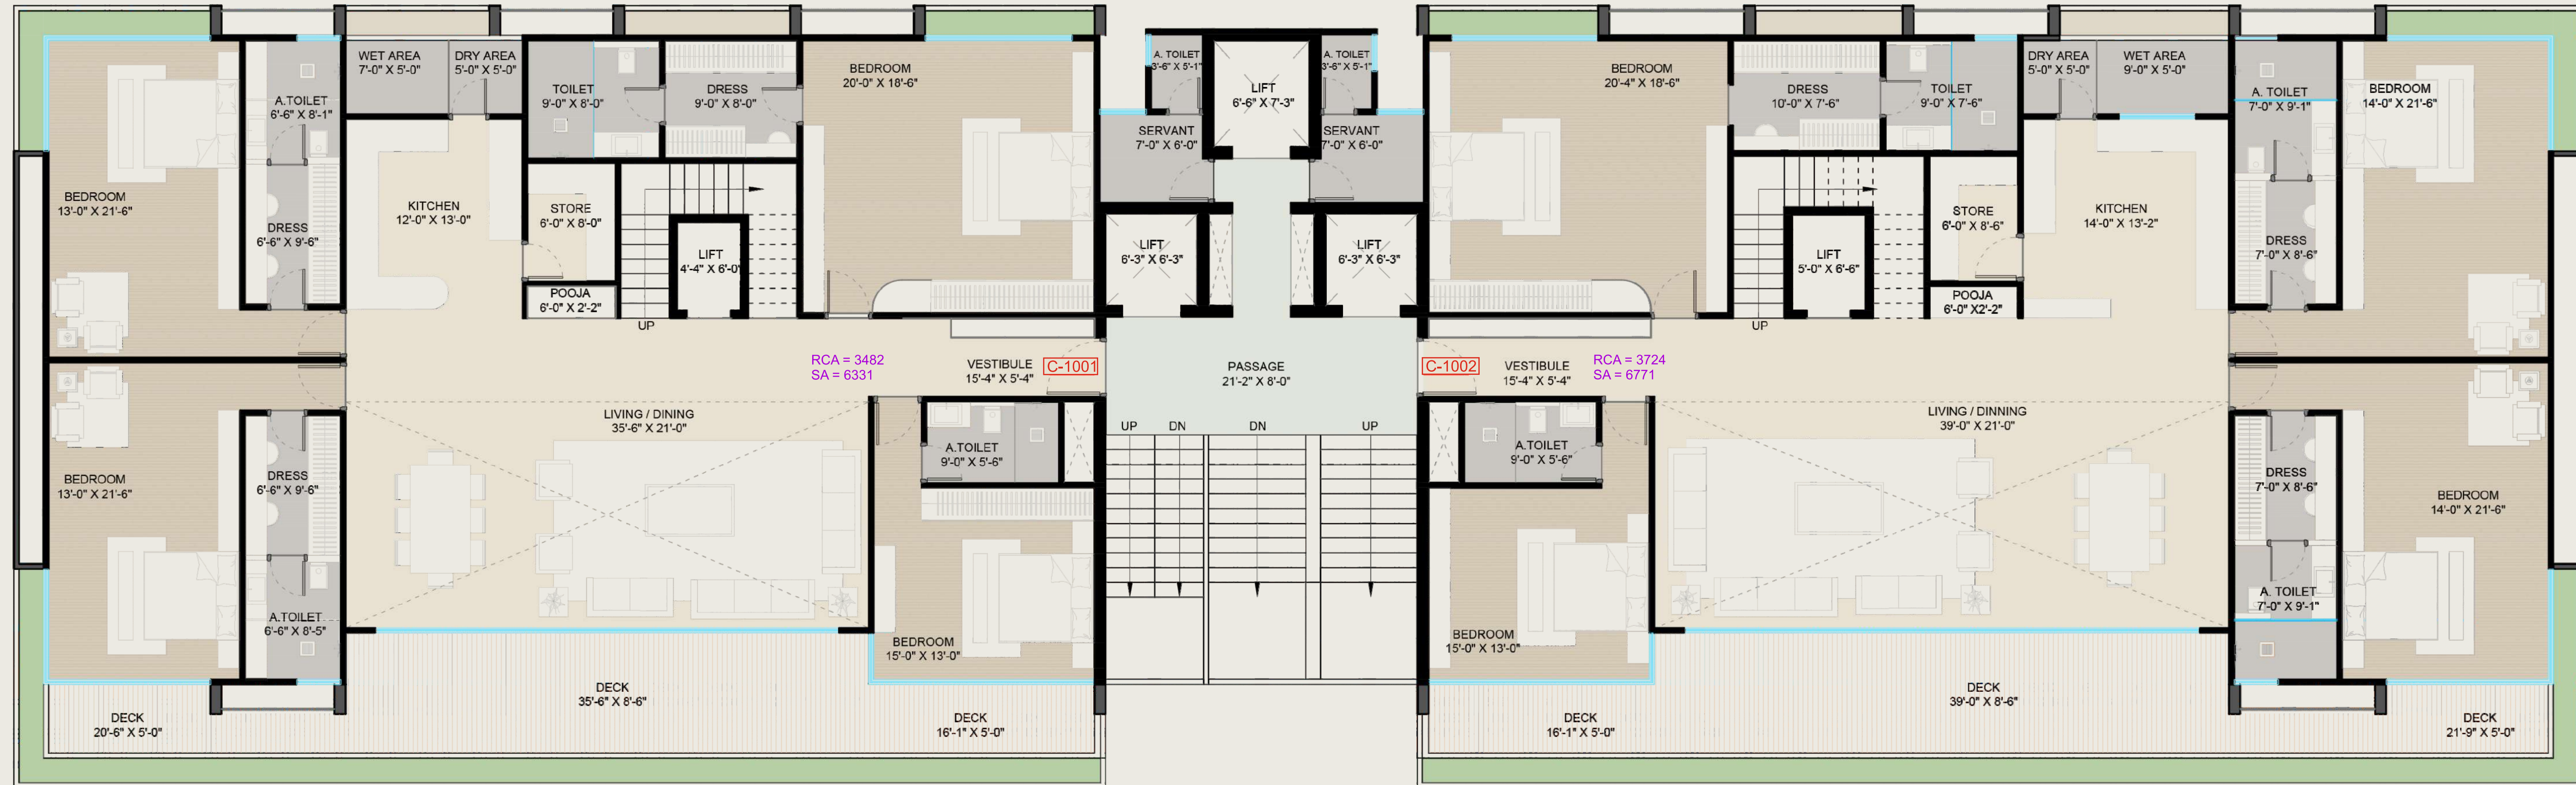 WET AREA
7'-0" X 5'-0"
DRY AREA
5'-0" X 5'-0"
A.TOILET
6'-6" X 8'-1"
TOILET
9'-0" X 8'-0"
DRESS
9'-0" X 8'-0"
BEDROOM
20'-0" X 18'-6"
BEDROOM
13'-0" X 21'-6"
DRESS
6'-6" X 9'-6"
KITCHEN
12'-0" X 13'-0"
STORE
6'-0" X 8'-0"
LIFT
4'-4" X 6'-0"
POOJA
6'-0" X 2'-2"
UP
RCA = 3482
SA = 6331
VESTIBULE
15'-4" X 5'-4"
C-1001
LIVING / DINING
35'-6" X 21'-0"
BEDROOM
13'-0" X 21'-6"
DRESS
6'-6" X 9'-6"
A.TOILET
6'-6" X 8'-5"
A.TOILET
9'-0" X 5'-6"
BEDROOM
15'-0" X 13'-0"
DECK
20'-6" X 5'-0"
DECK
35'-6" X 8'-6"
DECK
16'-1" X 5'-0"
A. TOILET
3'-6" X 5'-1"
LIFT
6'-6" X 7'-3"
A. TOILET
3'-6" X 5'-1"
SERVANT
7'-0" X 6'-0"
SERVANT
7'-0" X 6'-0"
LIFT
6'-3" X 6'-3"
LIFT
6'-3" X 6'-3"
PASSAGE
21'-2" X 8'-0"
UP
DN
DN
UP
BEDROOM
20'-4" X 18'-6"
DRESS
10'-0" X 7'-6"
TOILET
9'-0" X 7'-6"
DRY AREA
5'-0" X 5'-0"
WET AREA
9'-0" X 5'-0"
A. TOILET
7'-0" X 9'-1"
BEDROOM
14'-0" X 21'-6"
LIFT
5'-0" X 6'-6"
STORE
6'-0" X 8'-6"
KITCHEN
14'-0" X 13'-2"
DRESS
7'-0" X 8'-6"
POOJA
6'-0" X2'-2"
UP
C-1002
VESTIBULE
15'-4" X 5'-4"
RCA = 3724
SA = 6771
LIVING / DINNING
39'-0" X 21'-0"
A.TOILET
9'-0" X 5'-6"
DRESS
7'-0" X 8'-6"
BEDROOM
14'-0" X 21'-6"
A. TOILET
7'-0" X 9'-1"
BEDROOM
15'-0" X 13'-0"
DECK
16'-1" X 5'-0"
DECK
39'-0" X 8'-6"
DECK
21'-9" X 5'-0"